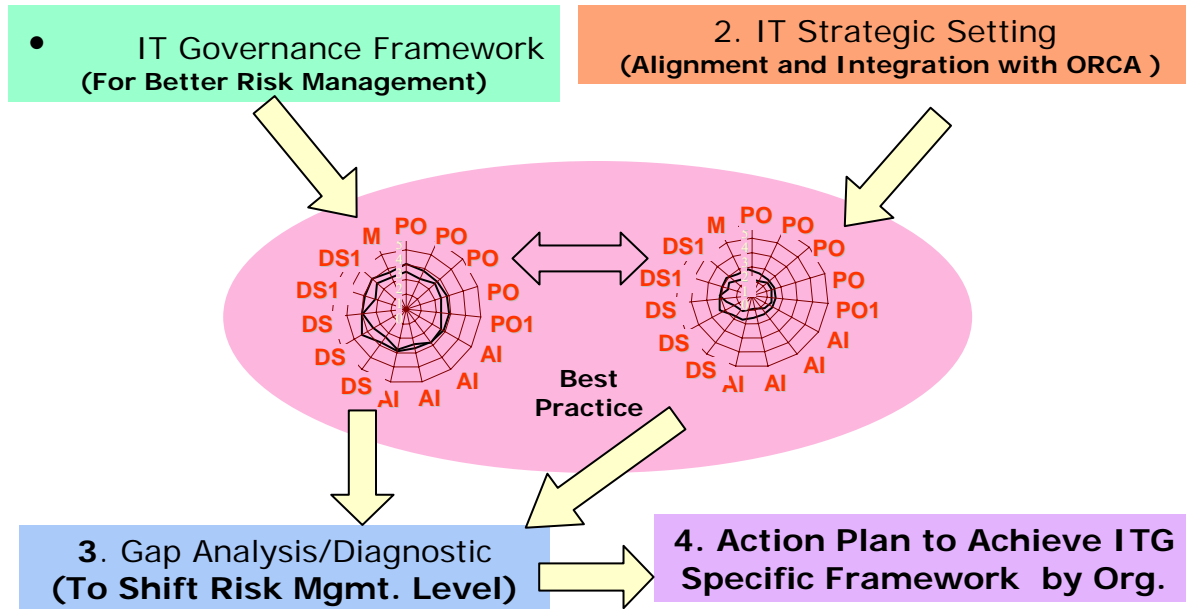 • IT Governance Framework
(For Better Risk Management)
2. IT Strategic Setting
(Alignment and Integration with ORCA )
M
PO
PO
PO
PO
PO1
AI
AI
AI
AI
DS
DS
DS
DS1
DS1
M
PO
PO
PO
PO
PO1
AI
AI
AI
AI
DS
DS
DS
DS1
DS1
Best
Practice
3. Gap Analysis/Diagnostic
(To Shift Risk Mgmt. Level)
4. Action Plan to Achieve ITG
Specific Framework by Org.